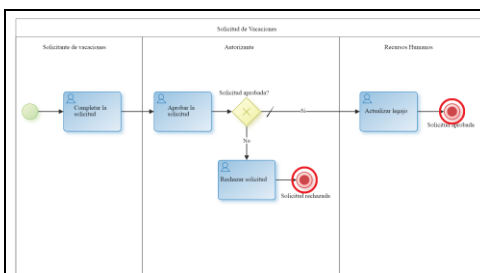 Solicitud de Vacaciones
Solicitante de vacaciones
Autorizante
Recursos Humanos
Completar la
solicitud
Aprobar la
solicitud
Solicitud aprobada?
Si
Actualizar legajo
Solicitud aprobada
No
Rechazar solicitud
Solicitud rechazada